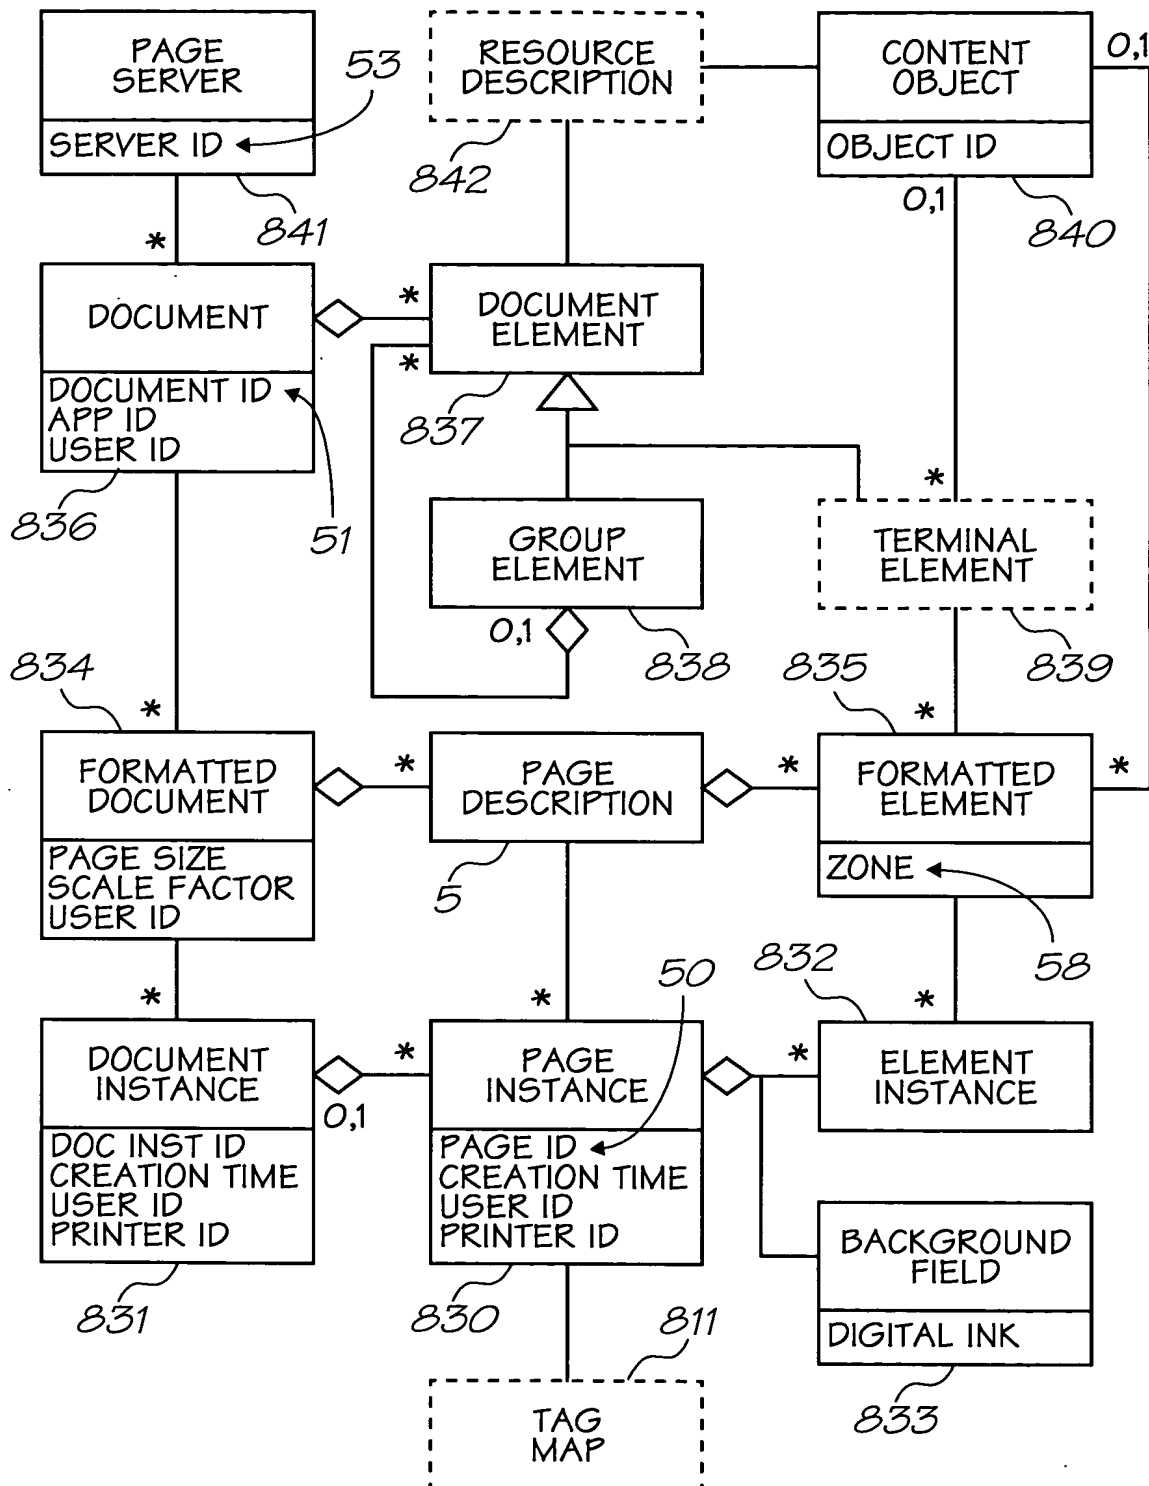 PAGE
SERVER
SERVER ID
53
841
RESOURCE
DESCRIPTION
842
CONTENT
OBJECT
OBJECT ID
0,1
0,1
840
*
DOCUMENT
DOCUMENT ID
APP ID
USER ID
836
51
*
*
DOCUMENT
ELEMENT
837
GROUP
ELEMENT
0,1
838
*
TERMINAL
ELEMENT
839
834
*
FORMATTED
DOCUMENT
PAGE SIZE
SCALE FACTOR
USER ID
*
PAGE
DESCRIPTION
5
835
*
*
*
FORMATTED
ELEMENT
ZONE
58
*
DOCUMENT
INSTANCE
0,1
DOC INST ID
CREATION TIME
USER ID
PRINTER ID
831
*
*
50
PAGE
INSTANCE
PAGE ID
CREATION TIME
USER ID
PRINTER ID
830
832
*
*
ELEMENT
INSTANCE
BACKGROUND
FIELD
DIGITAL INK
833
811
TAG
MAP